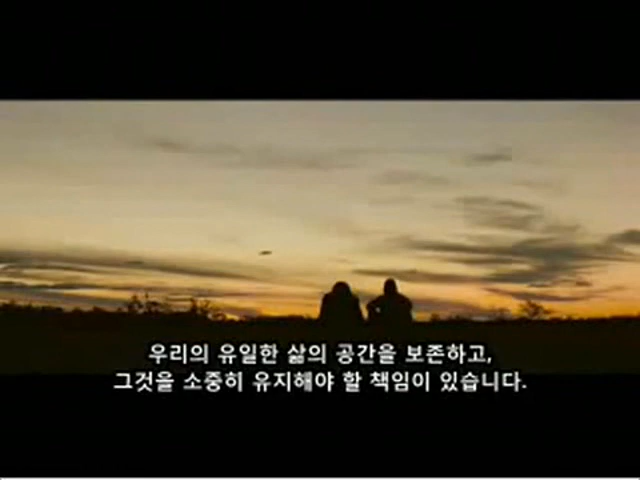 우리의 유일한 삶의 공간을 보존하고,
그것을 소중히 유지해야 할 책임이 있습니다.